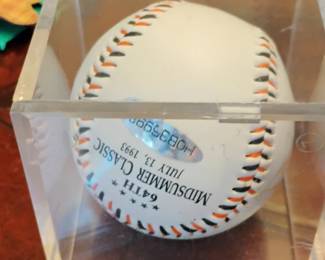 64TH
MIDSUMMER CLASSIC
JULY 13, 1993